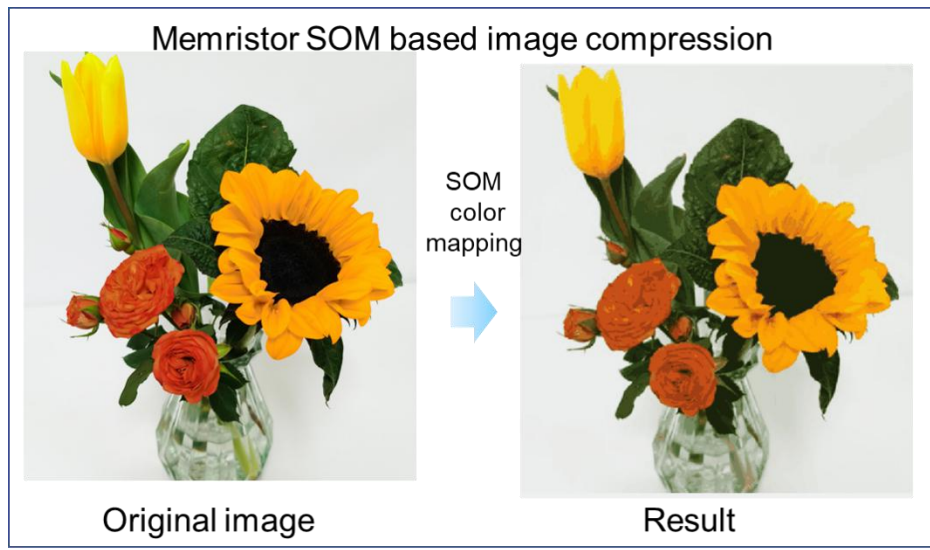 Memristor SOM based image compression
SOM
color
mapping
Original image
Result